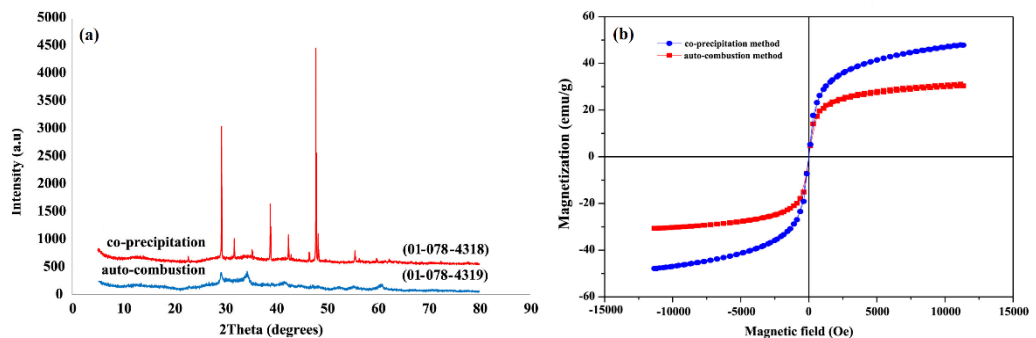 (a)
5000
4500
4000
3500
3000
2500
2000
1500
1000
500
0
Intensity (a.u)
co-precipitation
(01-078-4318)
auto-combustion
(01-078-4319)
0 10 20 30 40 50 60 70 80 90
2Theta (degrees)
(b)
60
40
20
0
-20
-40
-60
Magnetization (emu/g)
co-precipitation method
auto-combustion method
-15000 -10000 -5000 0 5000 10000 15000
Magnetic field (Oe)